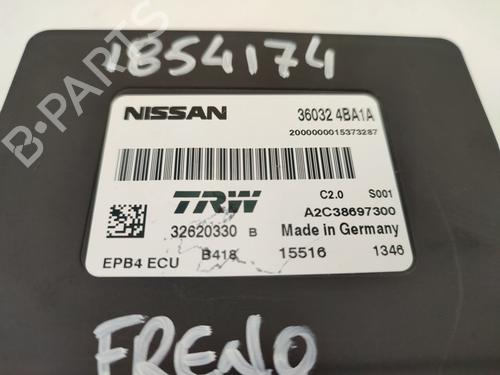 1854174
NISSAN 36032 4BA1A
2000000015373287
TRW C2.0 S001
A2C38697300
32620330 B Made in Germany
EPB4 ECU B418 15516 1346
FRENO
B-PARTS